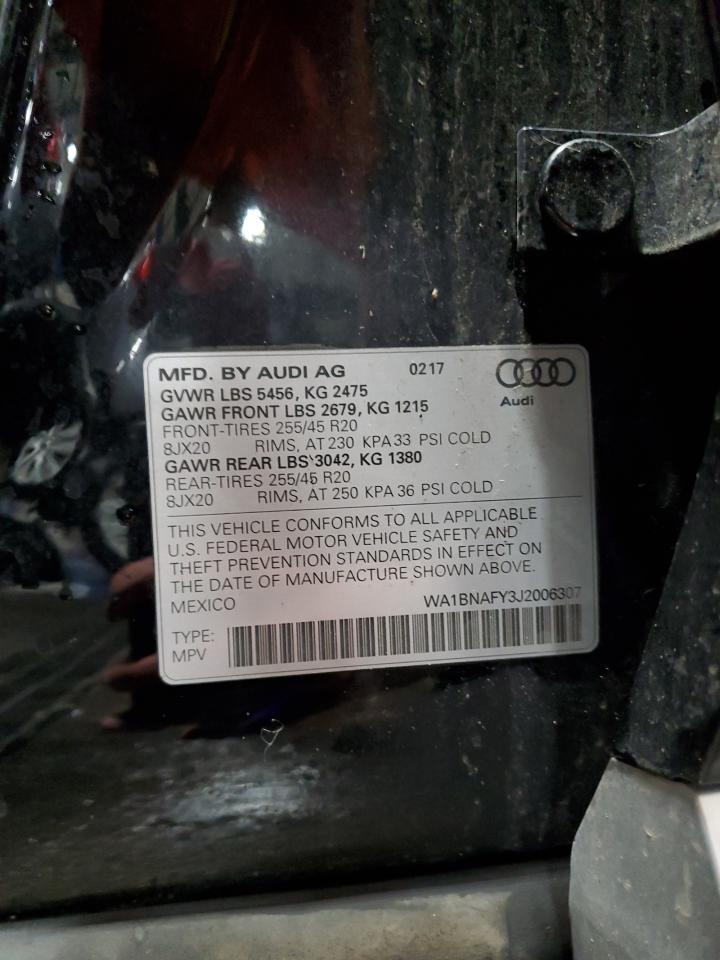 MFD. BY AUDI AG 0217
GVWR LBS 5456, KG 2475
GAWR FRONT LBS 2679, KG 1215
Audi
FRONT-TIRES 255/45 R20
8JX20 RIMS, AT 230 KPA 33 PSI COLD
GAWR REAR LBS 3042, KG 1380
REAR-TIRES 255/45 R20
8JX20 RIMS, AT 250 KPA 36 PSI COLD
THIS VEHICLE CONFORMS TO ALL APPLICABLE
U.S. FEDERAL MOTOR VEHICLE SAFETY AND
THEFT PREVENTION STANDARDS IN EFFECT ON
THE DATE OF MANUFACTURE SHOWN ABOVE.
MEXICO WA1BNAFY3J2006307
TYPE:
MPV